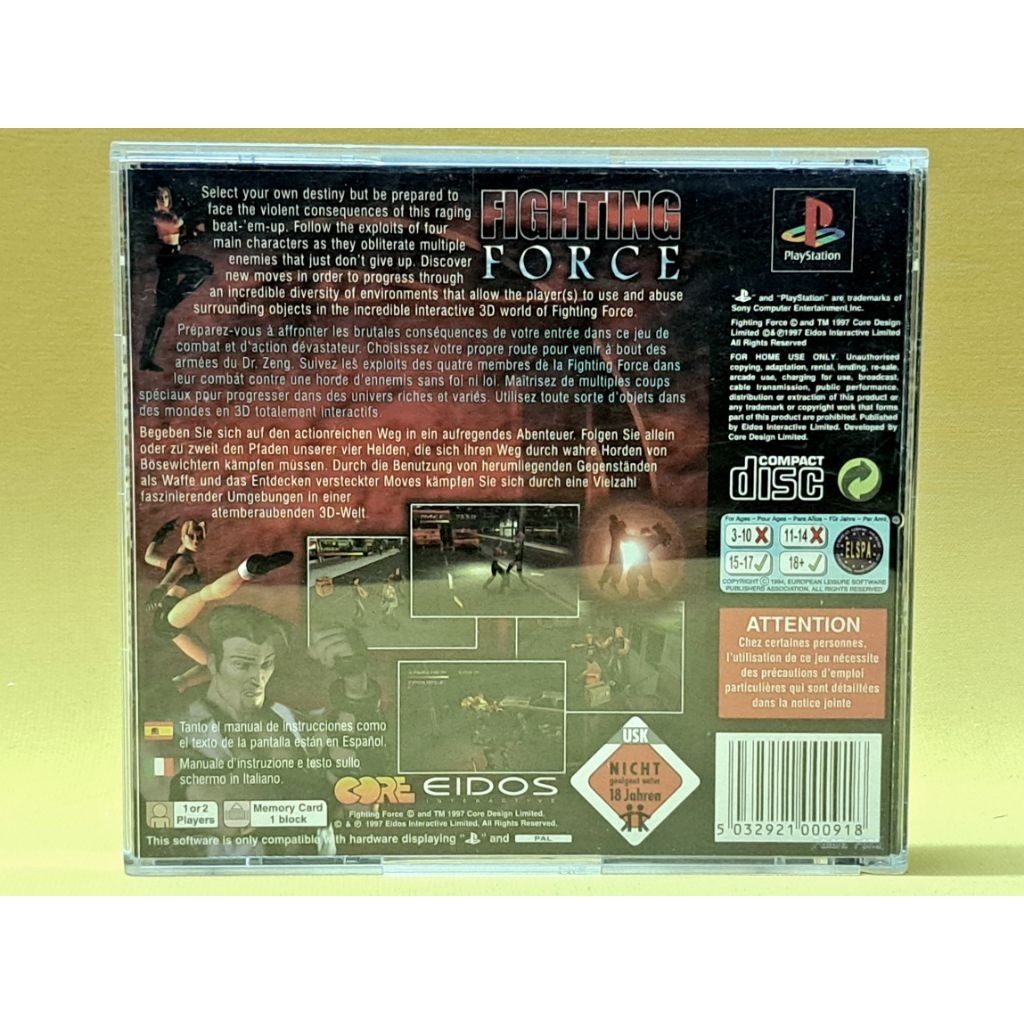 Select your own destiny but be prepared to
face the violent consequences of this raging
beat-'em-up. Follow the exploits of four
main characters as they obliterate multiple
enemies that just don't give up. Discover
new moves in order to progress through
an incredible diversity of environments that allow the player(s) to use and abuse
surrounding objects in the incredible interactive 3D world of Fighting Force.
FIGHTING
FORCE
Préparez-vous à affronter les brutales conséquences de votre entrée dans ce jeu de
combat et d'action dévastateur. Choisissez votre propre route pour venir à bout des
armées du Dr. Zeng. Suivez les exploits des quatre membres de la Fighting Force dans
leur combat contre une horde d'ennemis sans foi ni loi. Maîtrisez de multiples coups
spéciaux pour progresser dans des univers riches et variés. Utilisez toute sorte d'objets dans
des mondes en 3D totalement interactifs.
Begeben Sie sich auf den actionreichen Weg in ein aufregendes Abenteuer. Folgen Sie allein
oder zu zweit den Pfaden unserer vier Helden, die sich ihren Weg durch wahre Horden von
Bösewichtern kämpfen müssen. Durch die Benutzung von herumliegenden Gegenständen
als Waffe und das Entdecken versteckter Moves kämpfen Sie sich durch eine Vielzahl
faszinierender Umgebungen in einer
atemberaubenden 3D-Welt.
Tanto el manual de instrucciones como
el texto de la pantalla están en Español.
Manuale d'instruzione e testo sullo
schermo in Italiano.
1 or 2
Players
Memory Card
1 block
CORE
EIDOS
INTERACTIVE
Fighting Force © and TM 1997 Core Design Limited.
© & ℗ 1997 Eidos Interactive Limited, All Rights Reserved.
This software is only compatible with hardware displaying "PS" and PAL
PlayStation
"PS" and "PlayStation" are trademarks of
Sony Computer Entertainment Inc.
Fighting Force © and TM 1997 Core Design
Limited ©&℗1997 Eidos Interactive Limited
All Rights Reserved
FOR HOME USE ONLY. Unauthorised
copying, adaptation, rental, lending, re-sale,
arcade use, charging for use, broadcast,
cable transmission, public performance,
distribution or extraction of this product or
any trademark or copyright work that forms
part of this product are prohibited. Published
by Eidos Interactive Limited. Developed by
Core Design Limited.
COMPACT
disc
For Ages - Pour Ages - Para Años - Für Jahre - Per Anni
3-10 11-14
15-17 18+
ELSPA
COPYRIGHT © 1994, EUROPEAN LEISURE SOFTWARE
PUBLISHERS ASSOCIATION, ALL RIGHTS RESERVED
ATTENTION
Chez certaines personnes,
l'utilisation de ce jeu nécessite
des précautions d'emploi
particulières qui sont détaillées
dans la notice jointe
USK
NICHT
geeignet unter
18 Jahren
5 032921 000918